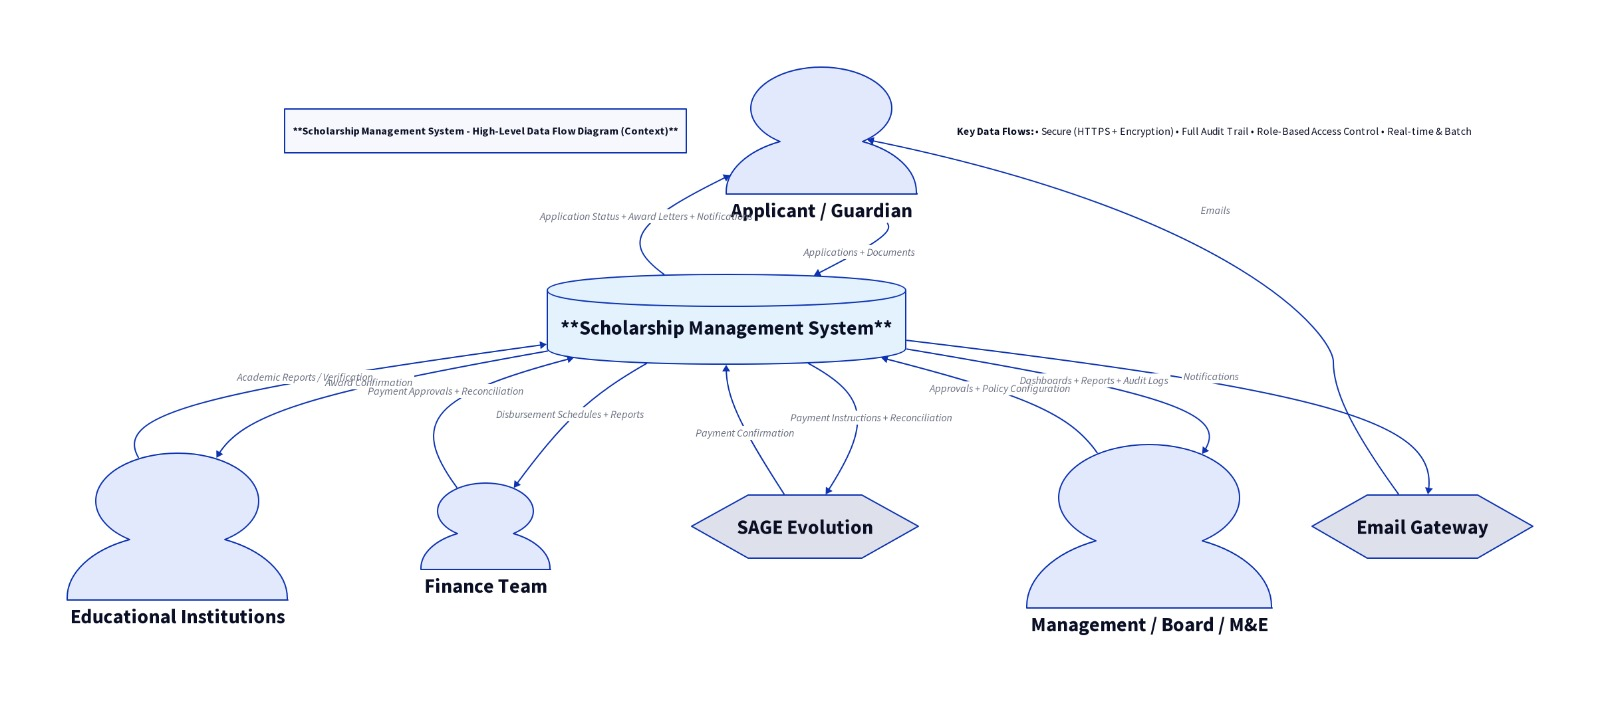 **Scholarship Management System - High-Level Data Flow Diagram (Context)**
Key Data Flows: • Secure (HTTPS + Encryption) • Full Audit Trail • Role-Based Access Control • Real-time & Batch
Applicant / Guardian
Application Status + Award Letters + Notifications
Emails
Applications + Documents
**Scholarship Management System**
Academic Reports / Verification
Award Confirmation
Payment Approvals + Reconciliation
Disbursement Schedules + Reports
Payment Confirmation
Payment Instructions + Reconciliation
Approvals + Policy Configuration
Dashboards + Reports + Audit Logs
Notifications
Educational Institutions
Finance Team
SAGE Evolution
Management / Board / M&E
Email Gateway